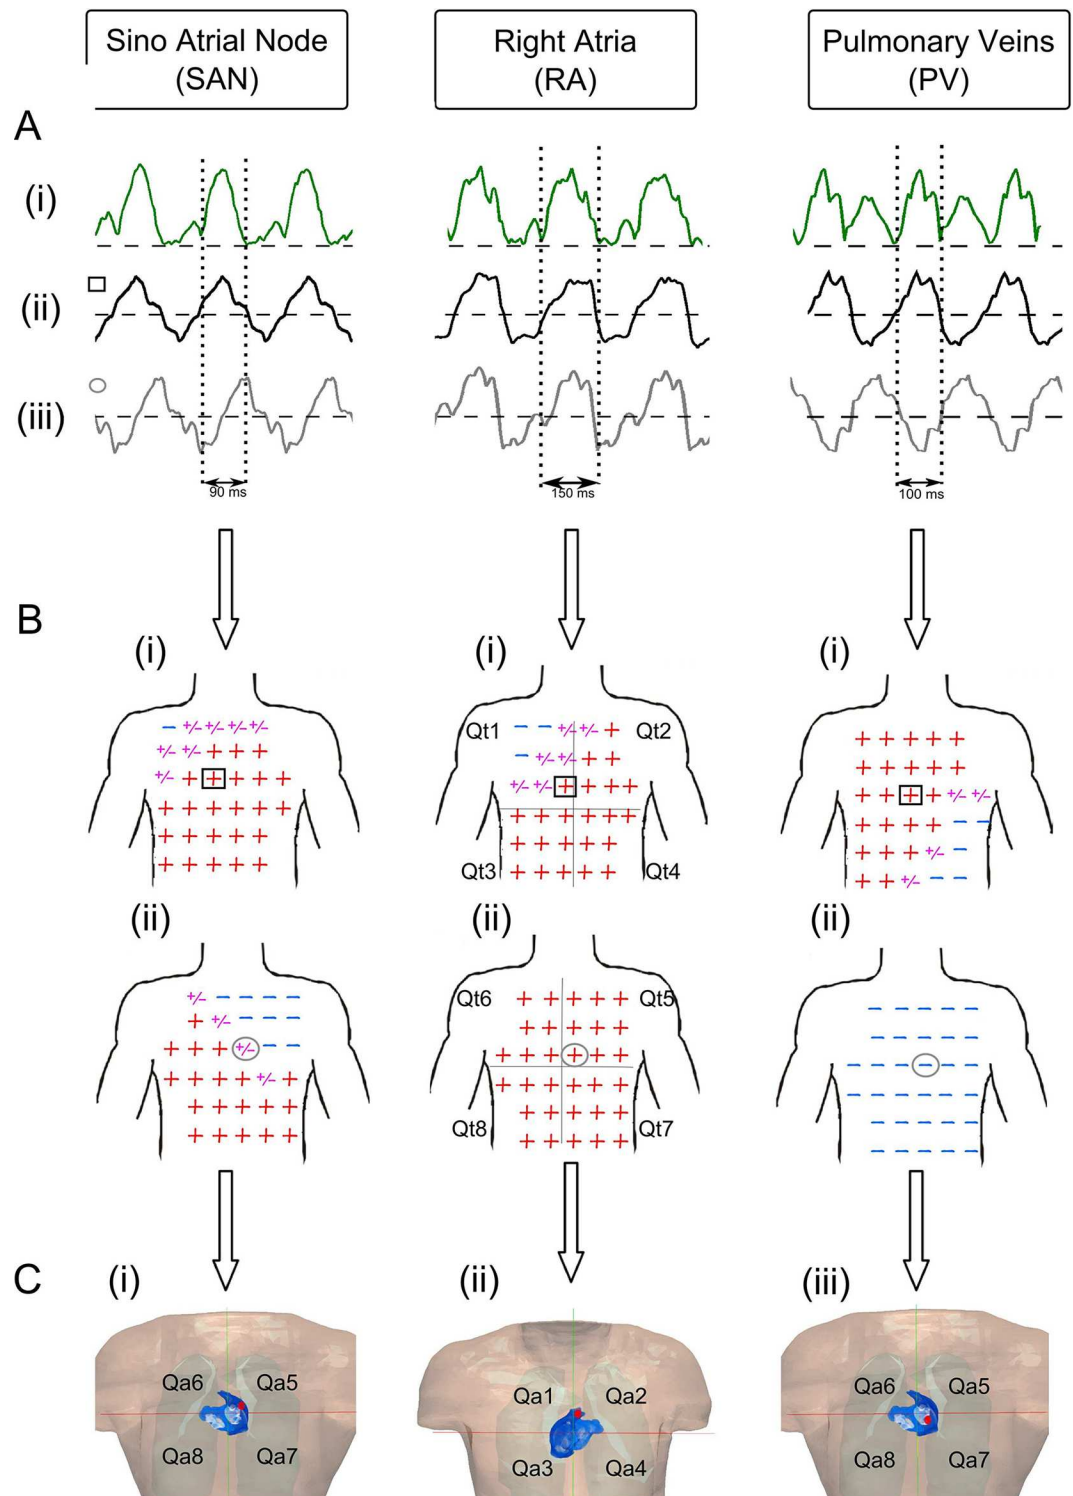 Sino Atrial Node
(SAN)
Right Atria
(RA)
Pulmonary Veins
(PV)
A
(i)
(ii)
(iii)
90 ms
150 ms
100 ms
B
(i)
(i)
(i)
- +/- +/- +/- +/-
+/- +/- + + +
+/- + + + + +
+ + + + + +
+ + + + +
+ + + + +
Qt1
Qt2
- - +/- +/- +
- +/- +/- + +
+/- +/- + + + +
+ + + + + +
+ + + + +
Qt3
+ + + + +
Qt4
+ + + + +
+ + + + +
+ + + + +/- +/-
+ + + + - -
+ + + +/- -
+ + +/- - -
(ii)
(ii)
(ii)
+/- - - - -
+ +/- - - -
+ + + +/- - -
+ + + + +/- +
+ + + + +
+ + + + +
Qt6
Qt5
+ + + + +
+ + + + +
+ + + + + +
+ + + + + +
+ + + + +
Qt8
Qt7
+ + + + +
- - - - -
- - - - -
- - - - - -
- - - - - -
- - - - -
- - - - -
C
(i)
(ii)
(iii)
Qa6
Qa5
Qa8
Qa7
Qa1
Qa2
Qa3
Qa4
Qa6
Qa5
Qa8
Qa7